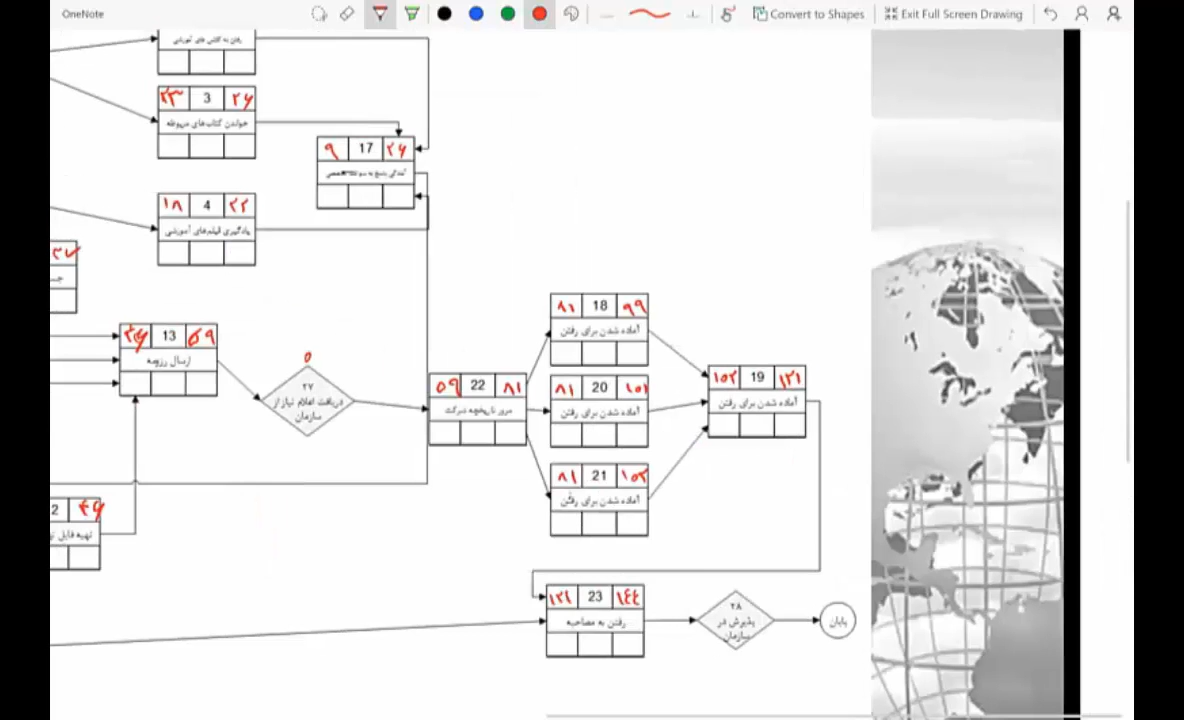 OneNote
Convert to Shapes
Exit Full Screen Drawing
رفتن به کلاس های آموزشی
۲۳ 3 ۲۶
خواندن کتاب‌های مربوطه
۹ 17 ۲۶
۱۸ 4 ۲۲
یادگیری فیلم‌های آموزشی
۳۷
13 ۵۹
ارسال رزومه
۵
۲۷
دریافت اعلام نیاز از
سازمان
۵۹ 22 ۸۱
مرور تاریخچه شرکت
۸۱ 18 ۹۹
آماده شدن برای رفتن
۸۱ 20 ۱۰۱
آماده شدن برای رفتن
۸۱ 21 ۱۰۲
آماده شدن برای رفتن
۱۰۲ 19 ۱۲۱
آماده شدن برای رفتن
2 ۴۶
تهیه فایل
۱۲۱ 23 ۱۴۴
رفتن به مصاحبه
۲۸
پذیرش در
سازمان
پایان